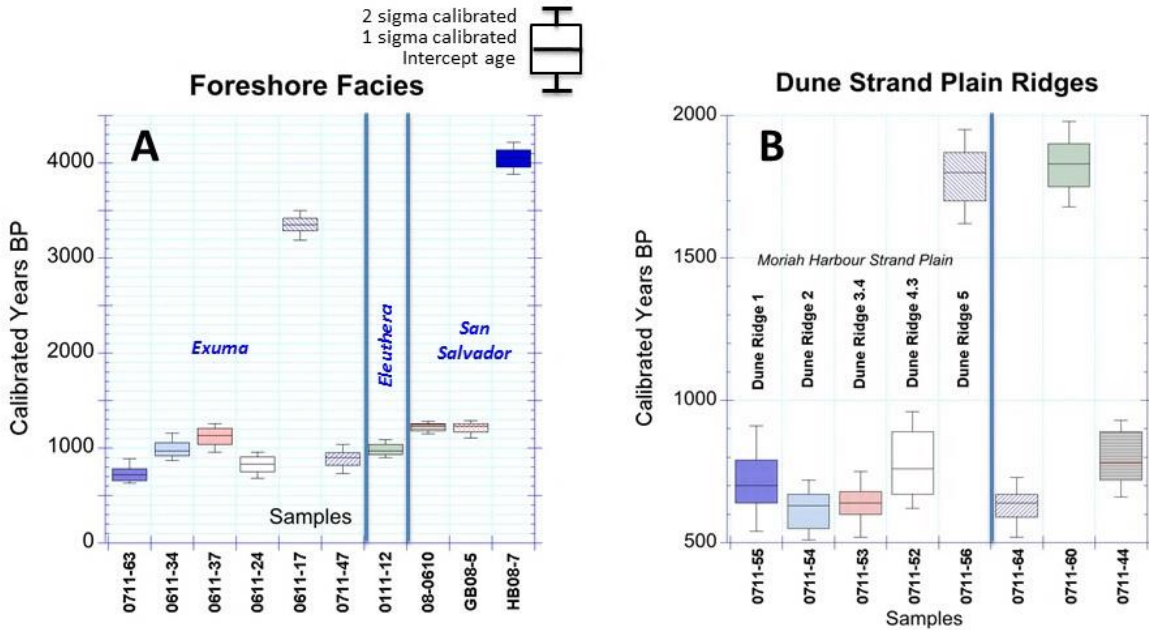 2 sigma calibrated
1 sigma calibrated
Intercept age
Foreshore Facies
A
Calibrated Years BP
4000
3000
2000
1000
0
Exuma
Eleuthera
San
Salvador
Samples
0711-63
0611-34
0611-37
0611-24
0611-17
0711-47
01111-12
08-0610
GB08-5
HB08-7
Dune Strand Plain Ridges
B
Calibrated Years BP
2000
1500
1000
500
Moriah Harbour Strand Plain
Dune Ridge 1
Dune Ridge 2
Dune Ridge 3.4
Dune Ridge 4.3
Dune Ridge 5
0711-55
0711-54
0711-53
0711-52
0711-56
0711-64
0711-60
0711-44
Samples